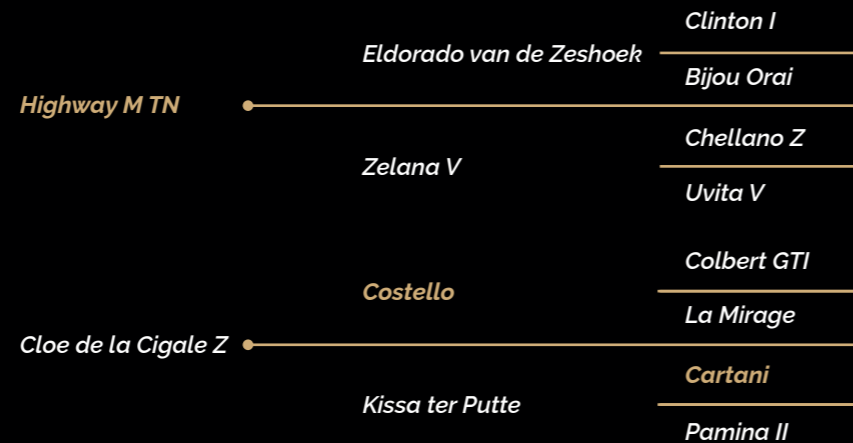 Clinton I
Eldorado van de Zeshoek
Bijou Orai
Highway M TN
Chellano Z
Zelana V
Uvita V
Colbert GTI
Costello
La Mirage
Cloe de la Cigale Z
Cartani
Kissa ter Putte
Pamina II